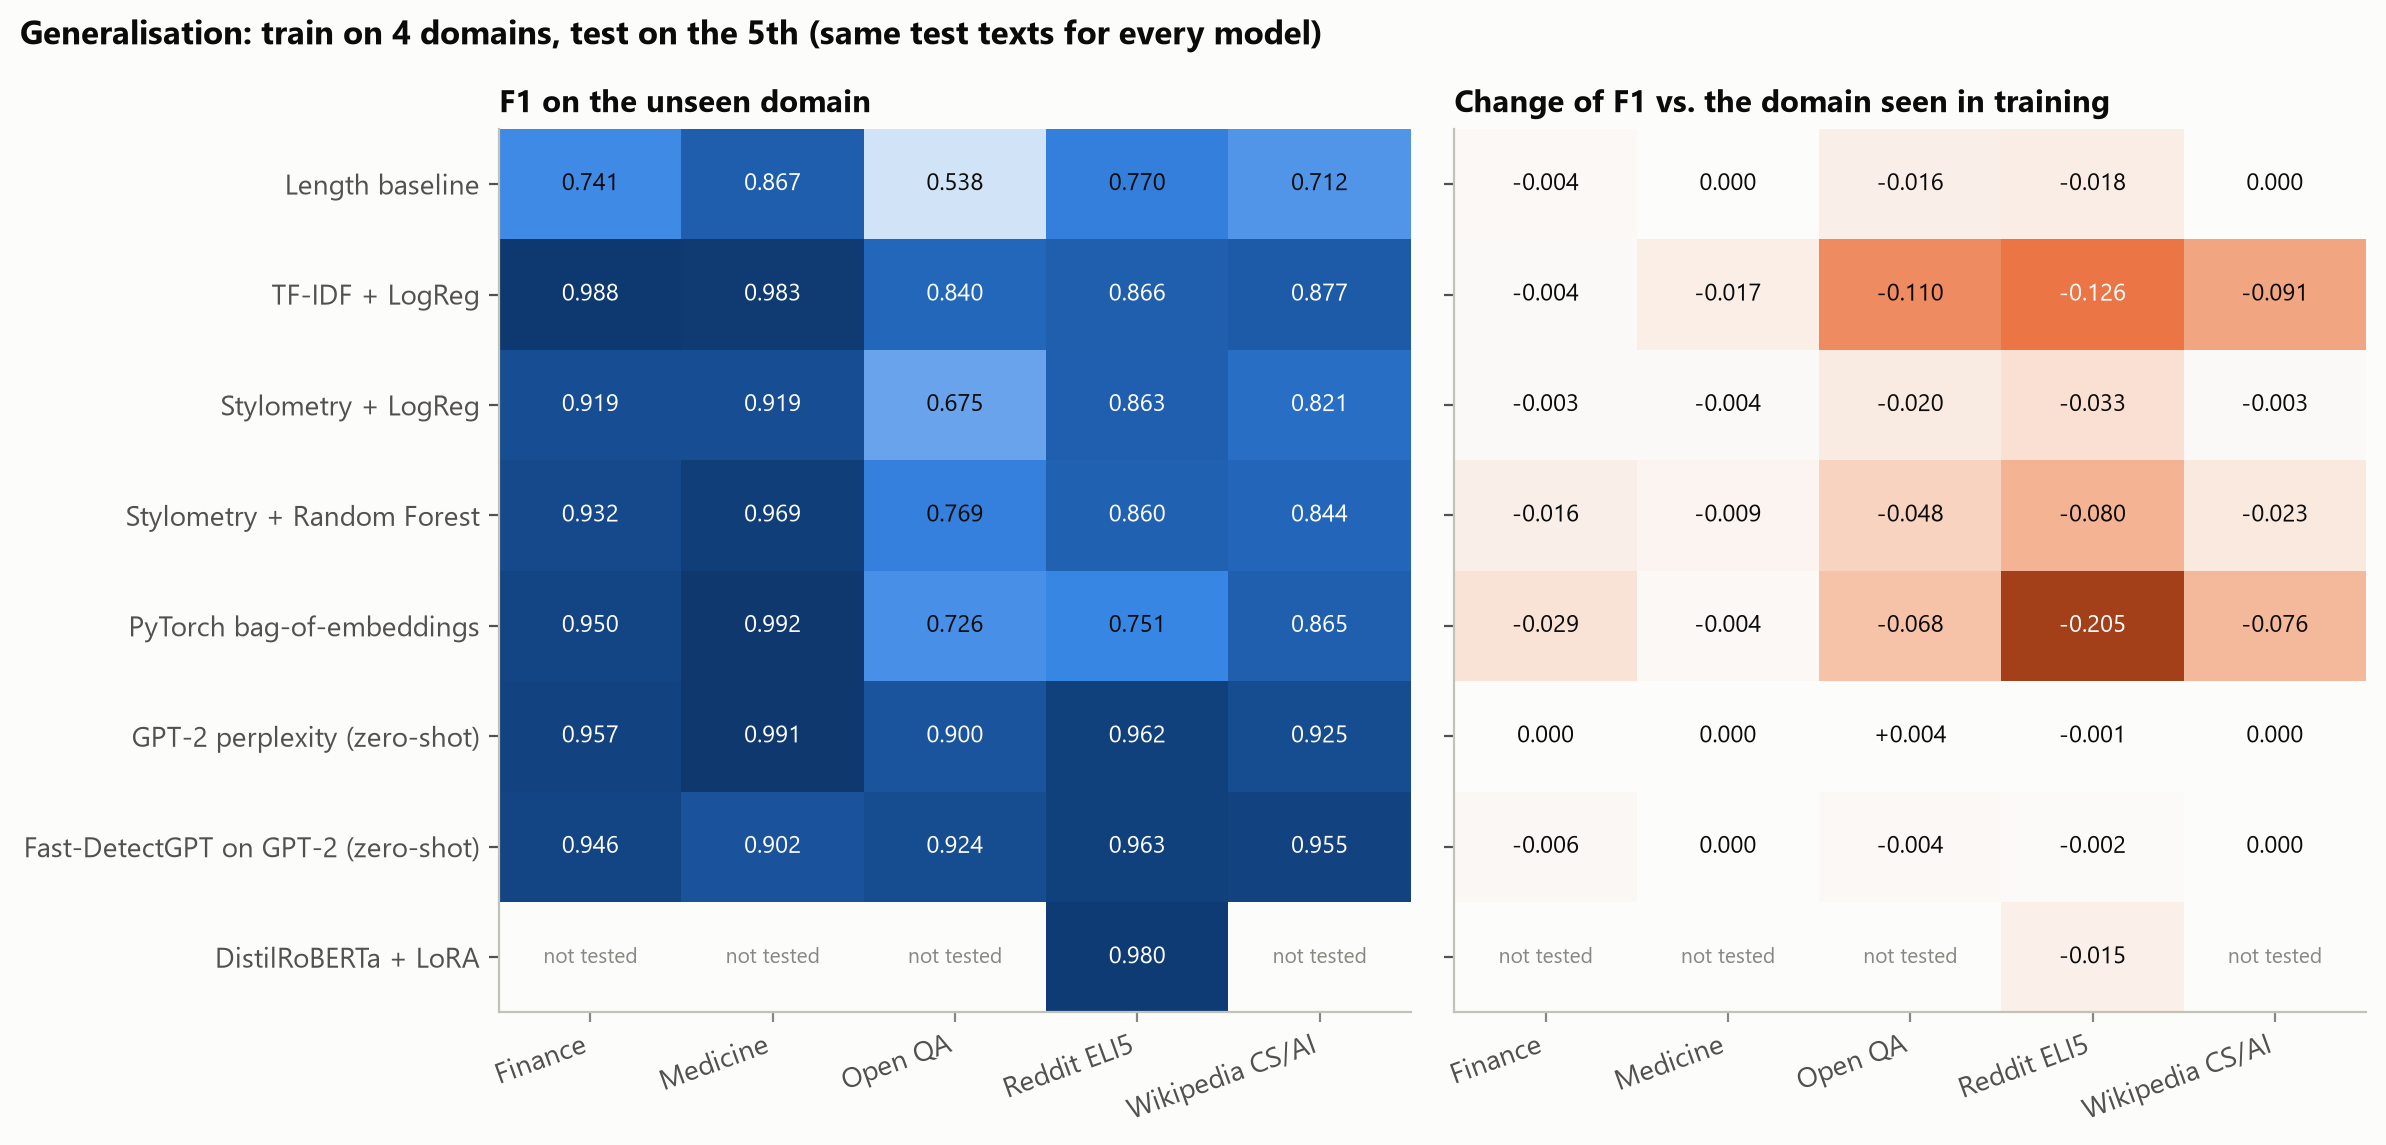 Generalisation: train on 4 domains, test on the 5th (same test texts for every model)
F1 on the unseen domain
Change of F1 vs. the domain seen in training
Length baseline 0.741 0.867 0.538 0.770 0.712 -0.004 0.000 -0.016 -0.018 0.000
TF-IDF + LogReg 0.988 0.983 0.840 0.866 0.877 -0.004 -0.017 -0.110 -0.126 -0.091
Stylometry + LogReg 0.919 0.919 0.675 0.863 0.821 -0.003 -0.004 -0.020 -0.033 -0.003
Stylometry + Random Forest 0.932 0.969 0.769 0.860 0.844 -0.016 -0.009 -0.048 -0.080 -0.023
PyTorch bag-of-embeddings 0.950 0.992 0.726 0.751 0.865 -0.029 -0.004 -0.068 -0.205 -0.076
GPT-2 perplexity (zero-shot) 0.957 0.991 0.900 0.962 0.925 0.000 0.000 +0.004 -0.001 0.000
Fast-DetectGPT on GPT-2 (zero-shot) 0.946 0.902 0.924 0.963 0.955 -0.006 0.000 -0.004 -0.002 0.000
DistilRoBERTa + LoRA not tested not tested not tested 0.980 not tested not tested not tested not tested -0.015 not tested
Finance Medicine Open QA Reddit ELI5 Wikipedia CS/AI Finance Medicine Open QA Reddit ELI5 Wikipedia CS/AI